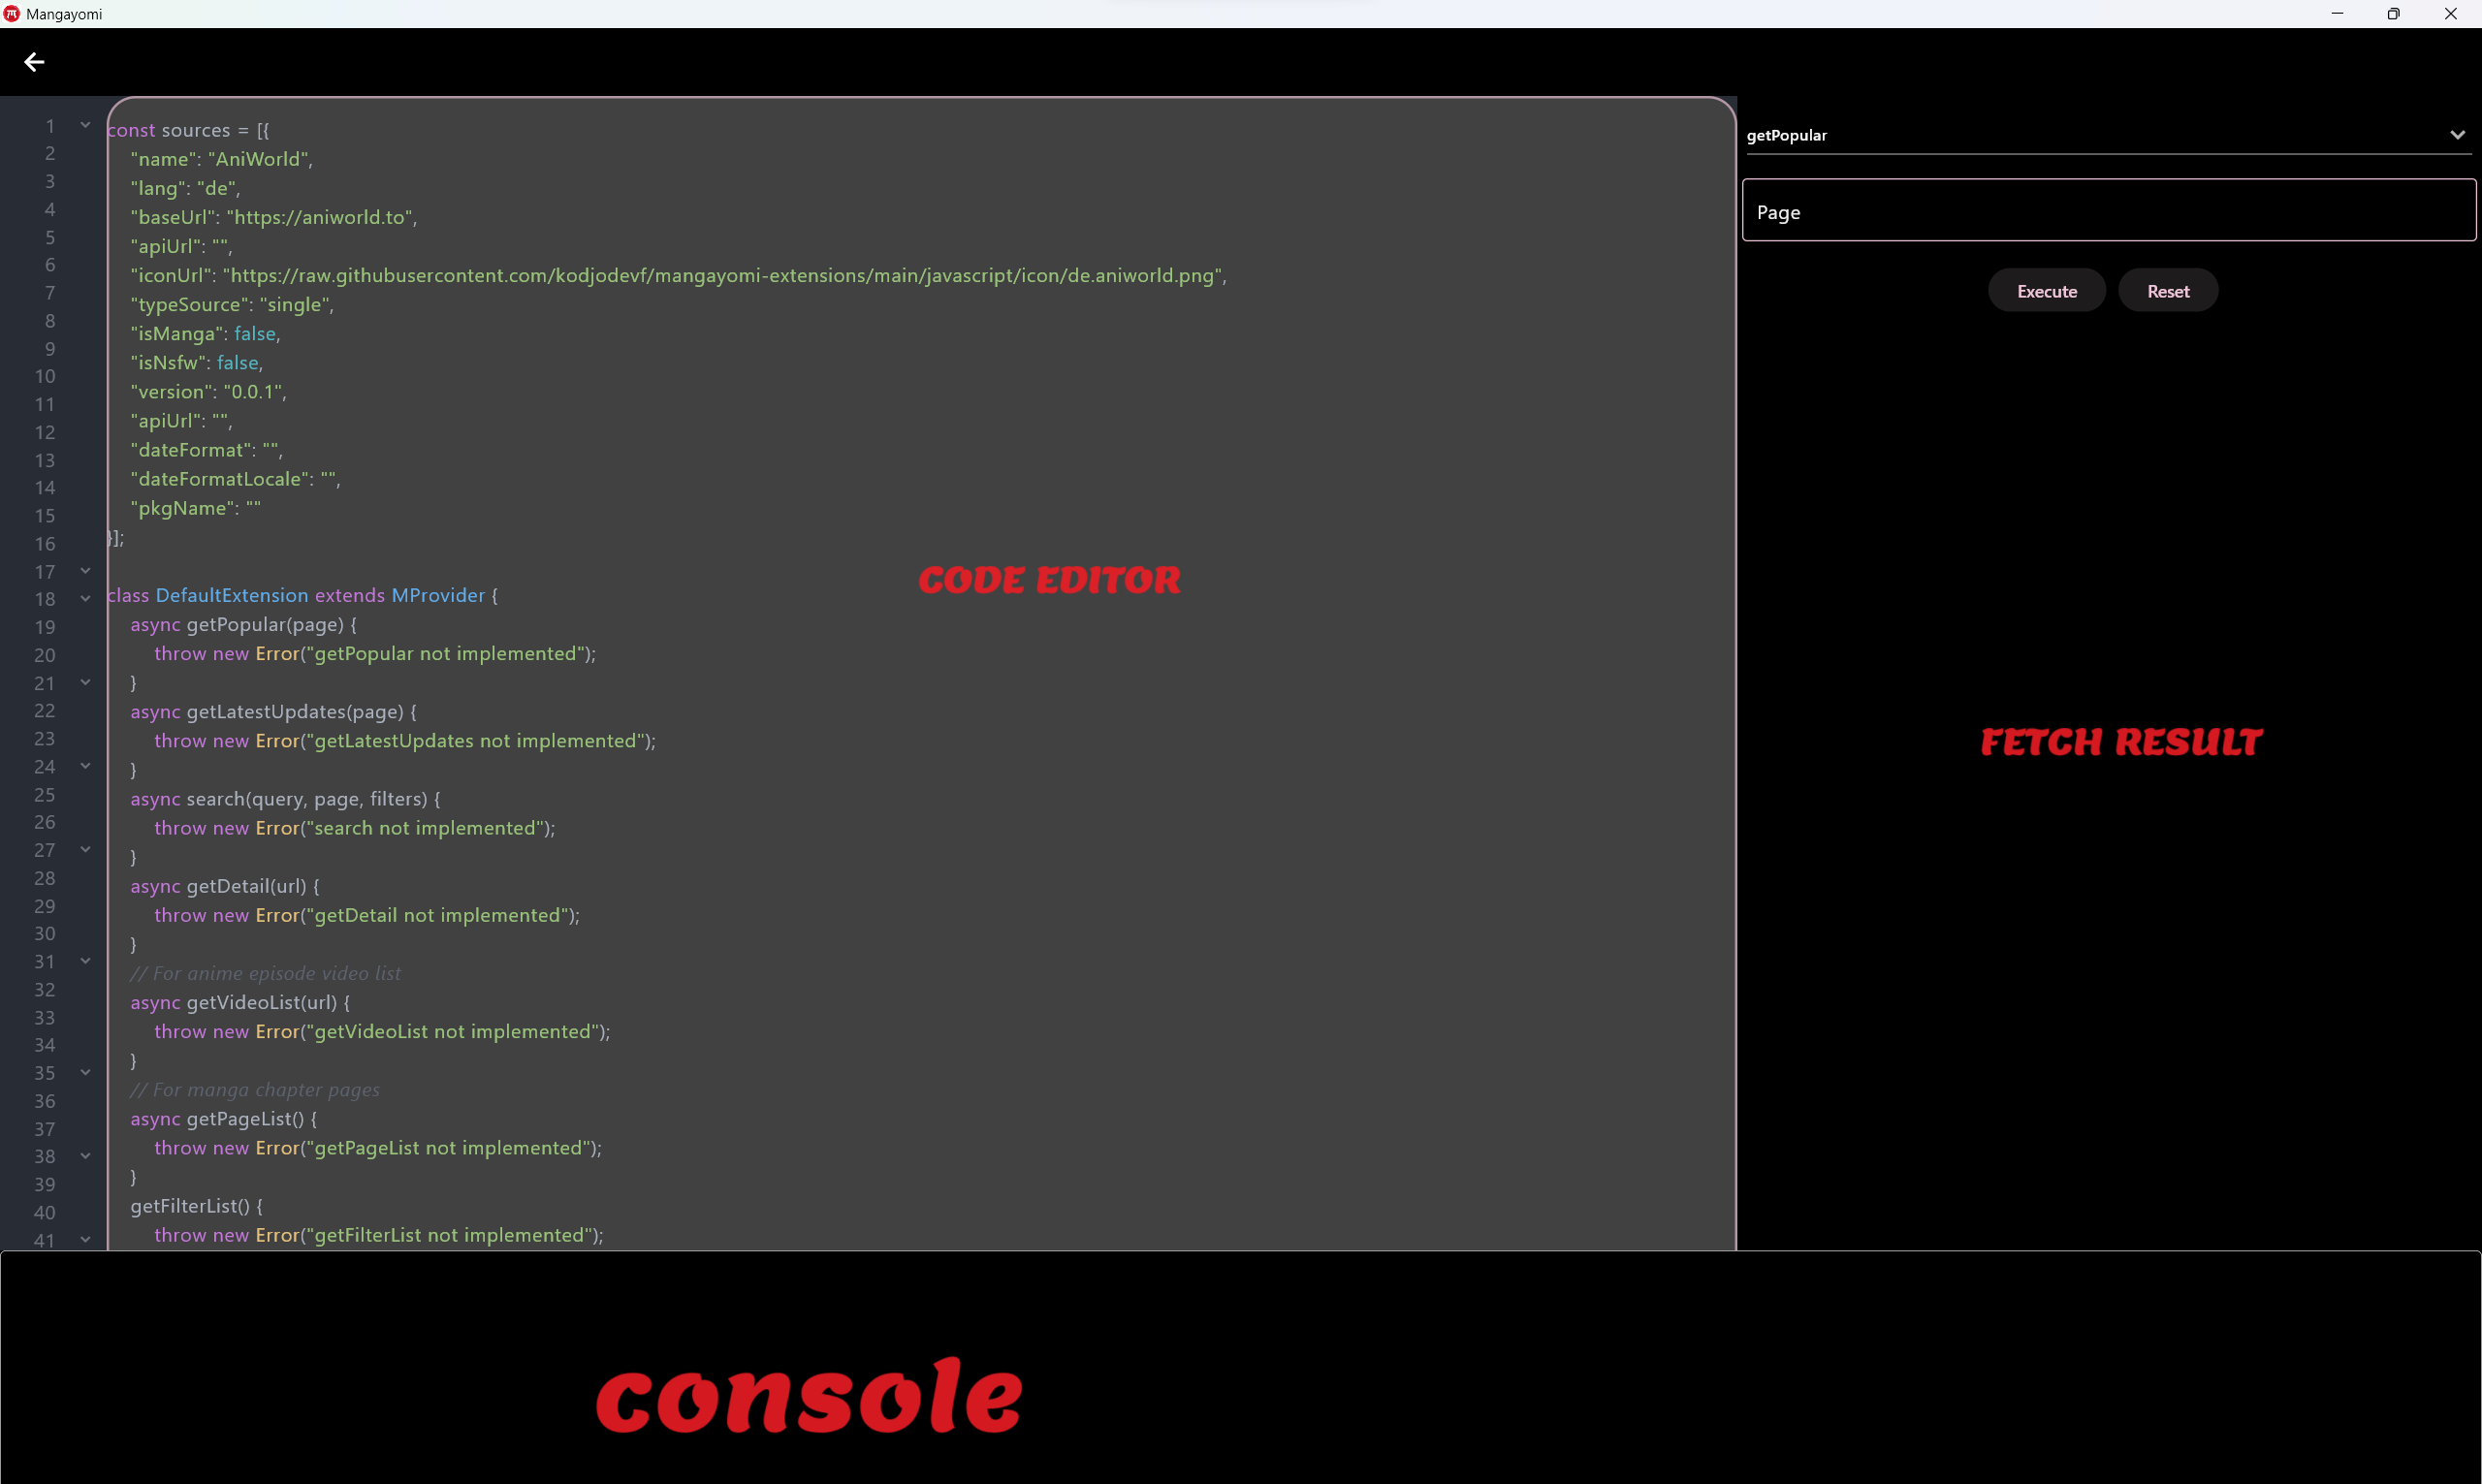 Mangayomi
1 const sources = [{
2 "name": "AniWorld",
3 "lang": "de",
4 "baseUrl": "https://aniworld.to",
5 "apiUrl": "",
6 "iconUrl": "https://raw.githubusercontent.com/kodjodevf/mangayomi-extensions/main/javascript/icon/de.aniworld.png",
7 "typeSource": "single",
8 "isManga": false,
9 "isNsfw": false,
10 "version": "0.0.1",
11 "apiUrl": "",
12 "dateFormat": "",
13 "dateFormatLocale": "",
14 "pkgName": ""
15 }];
16
17 class DefaultExtension extends MProvider {
18 async getPopular(page) {
19 throw new Error("getPopular not implemented");
20 }
21 async getLatestUpdates(page) {
22 throw new Error("getLatestUpdates not implemented");
23 }
24 async search(query, page, filters) {
25 throw new Error("search not implemented");
26 }
27 async getDetail(url) {
28 throw new Error("getDetail not implemented");
29 }
30 // For anime episode video list
31 async getVideoList(url) {
32 throw new Error("getVideoList not implemented");
33 }
34 // For manga chapter pages
35 async getPageList() {
36 throw new Error("getPageList not implemented");
37 }
38 getFilterList() {
39 throw new Error("getFilterList not implemented");
40
41
CODE EDITOR
getPopular
Page
Execute Reset
FETCH RESULT
console